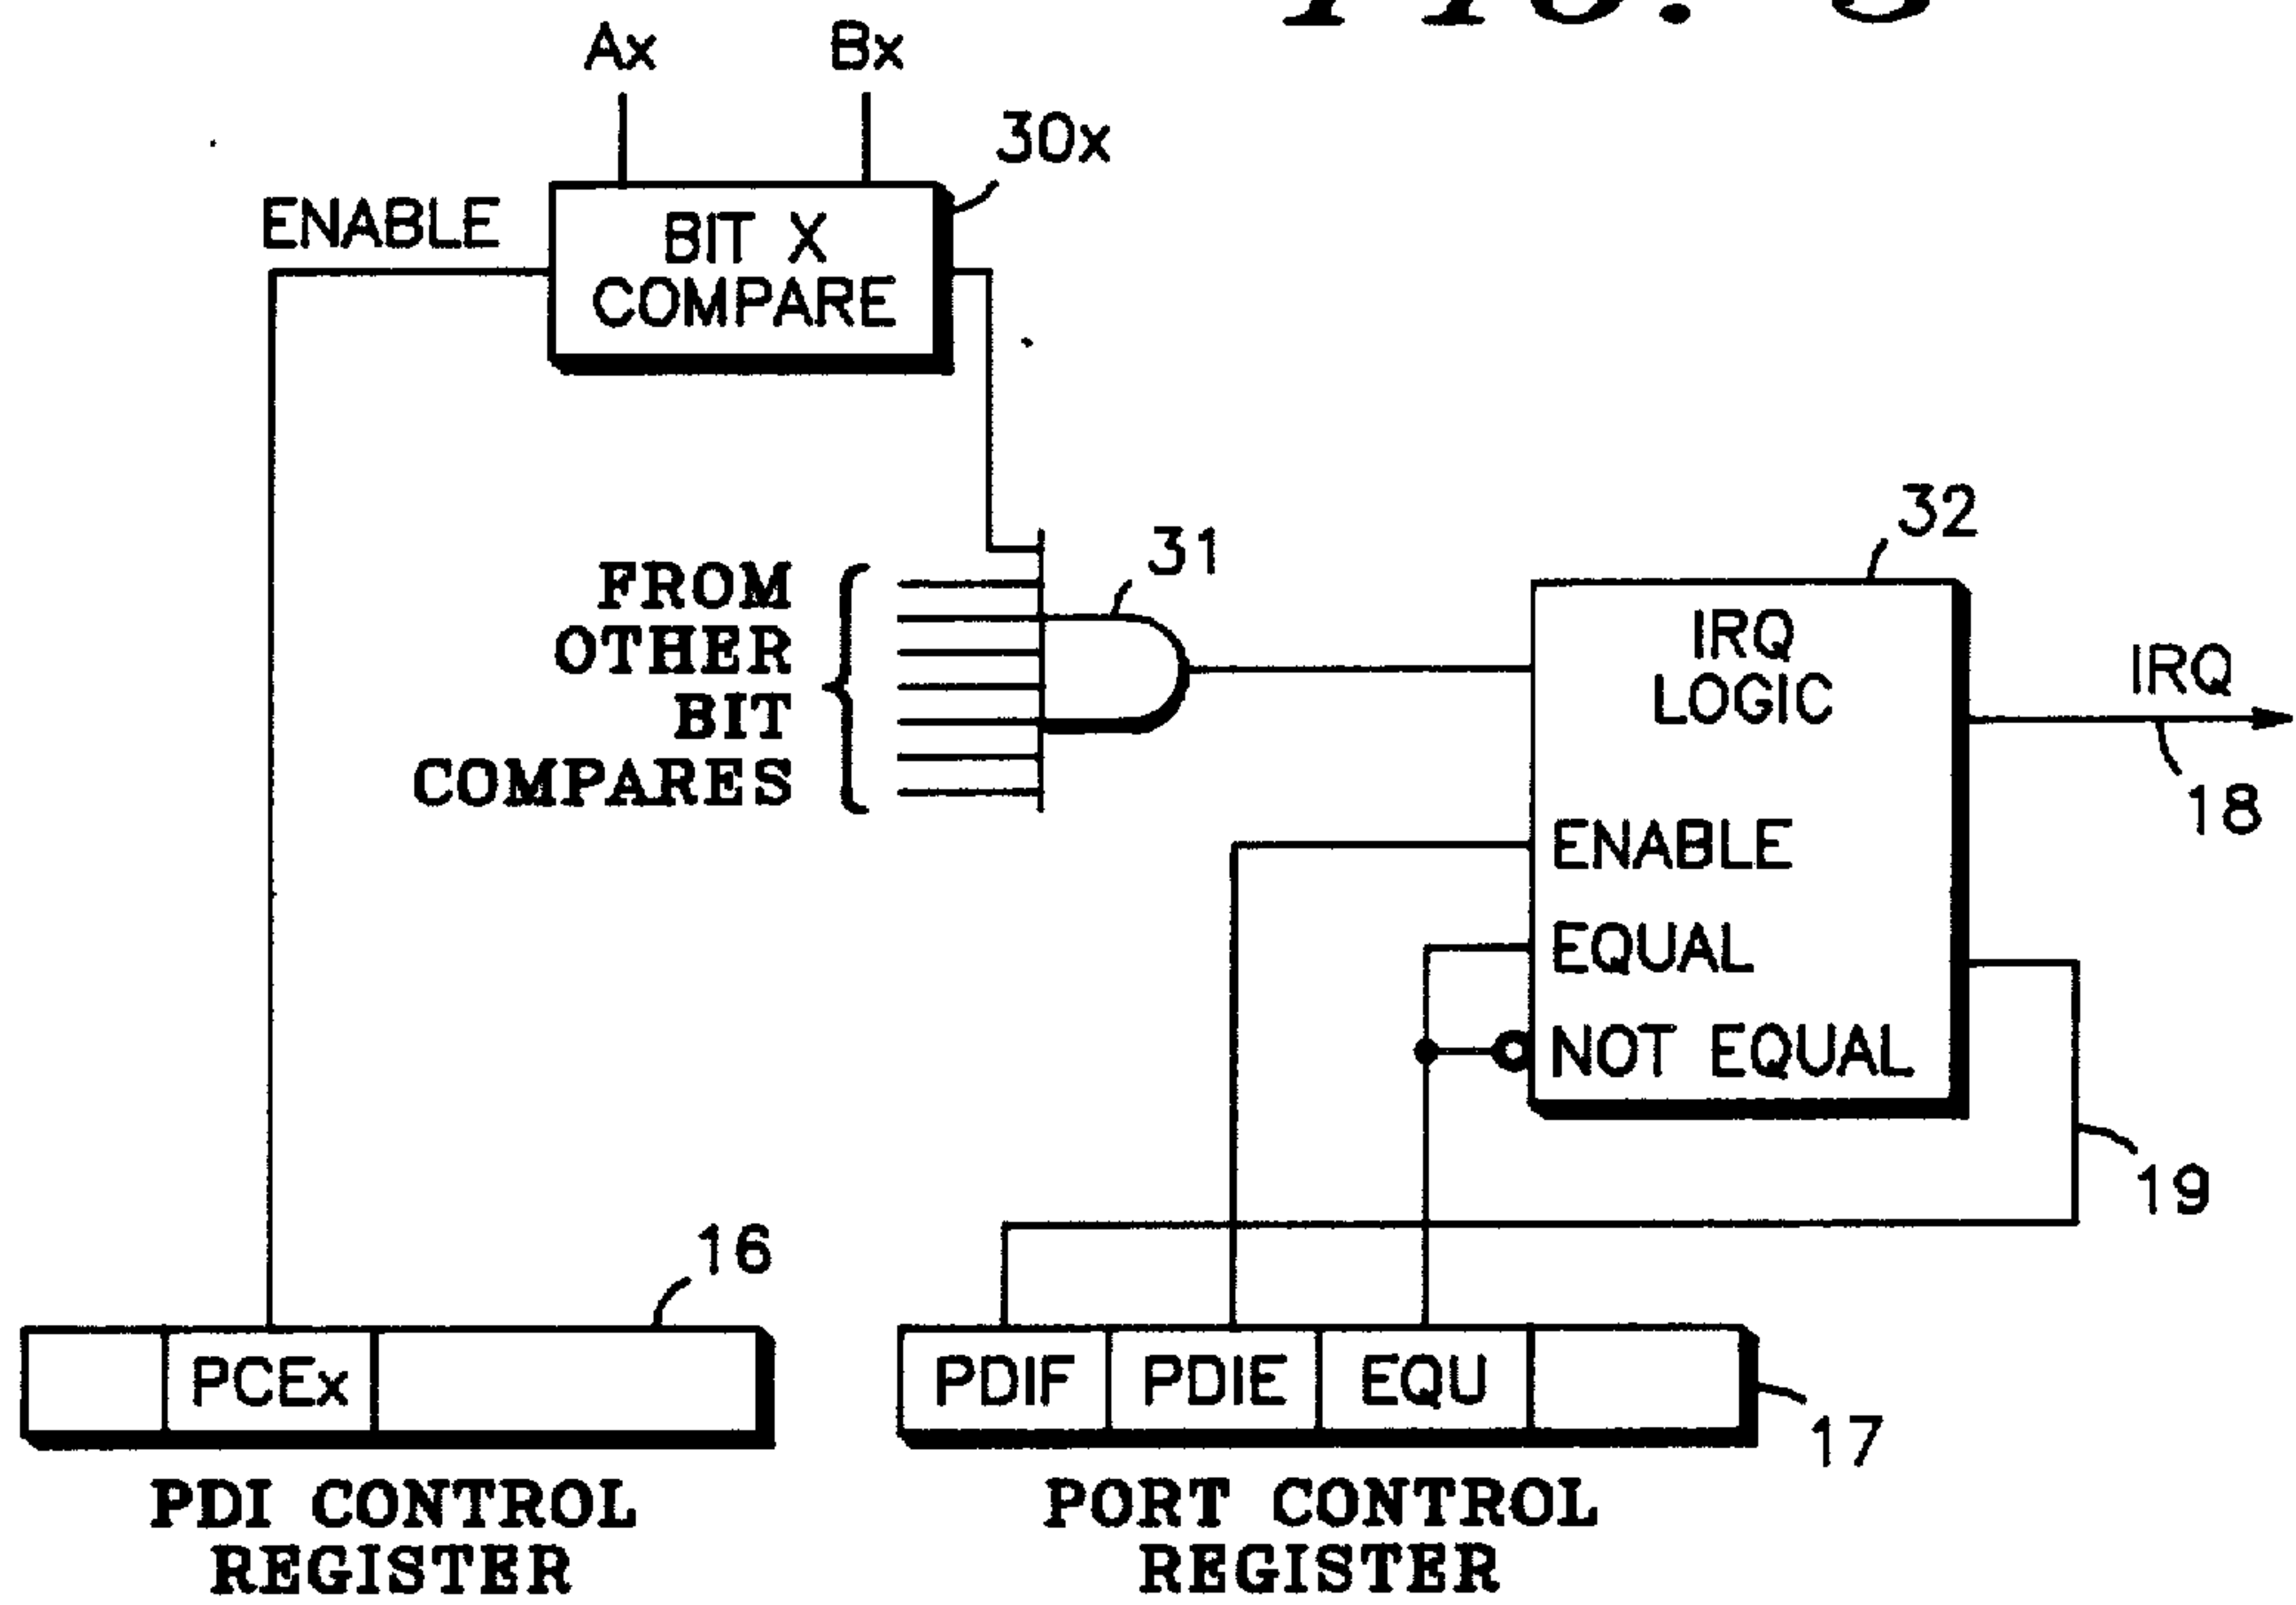 Ax
Bx
30x
ENABLE
BIT X
COMPARE
31
FROM
OTHER
BIT
COMPARES
32
IRQ
LOGIC
IRQ
18
ENABLE
EQUAL
NOT EQUAL
19
16
PCEx
PDIF
PDIE
EQU
17
PDI CONTROL
REGISTER
PORT CONTROL
REGISTER